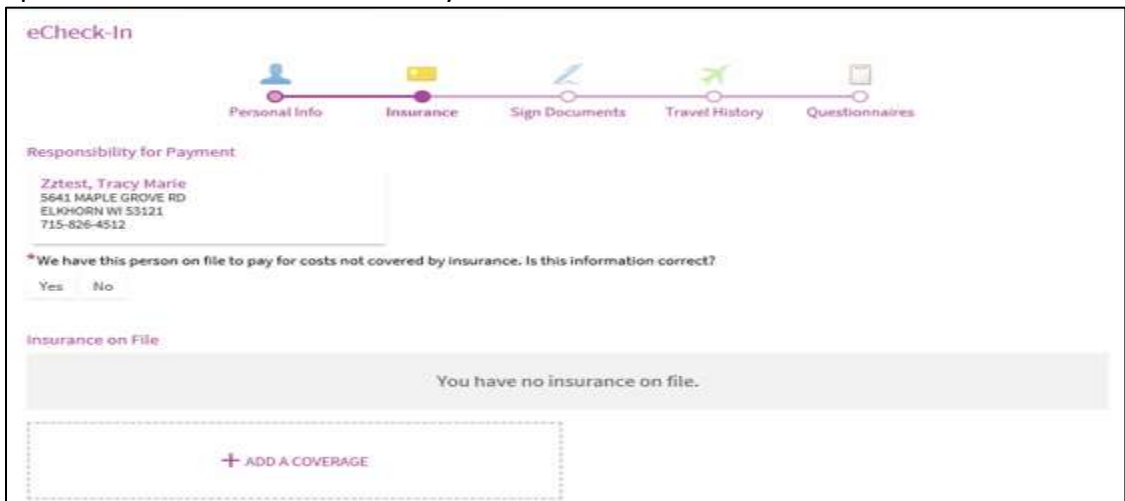 eCheck-In
Personal Info Insurance Sign Documents Travel History Questionnaires
Responsibility for Payment
Zztest, Tracy Marie
5641 MAPLE GROVE RD
ELKHORN WI 53121
715-826-4512
*We have this person on file to pay for costs not covered by insurance. Is this information correct?
Yes No
Insurance on File
You have no insurance on file.
+ ADD A COVERAGE